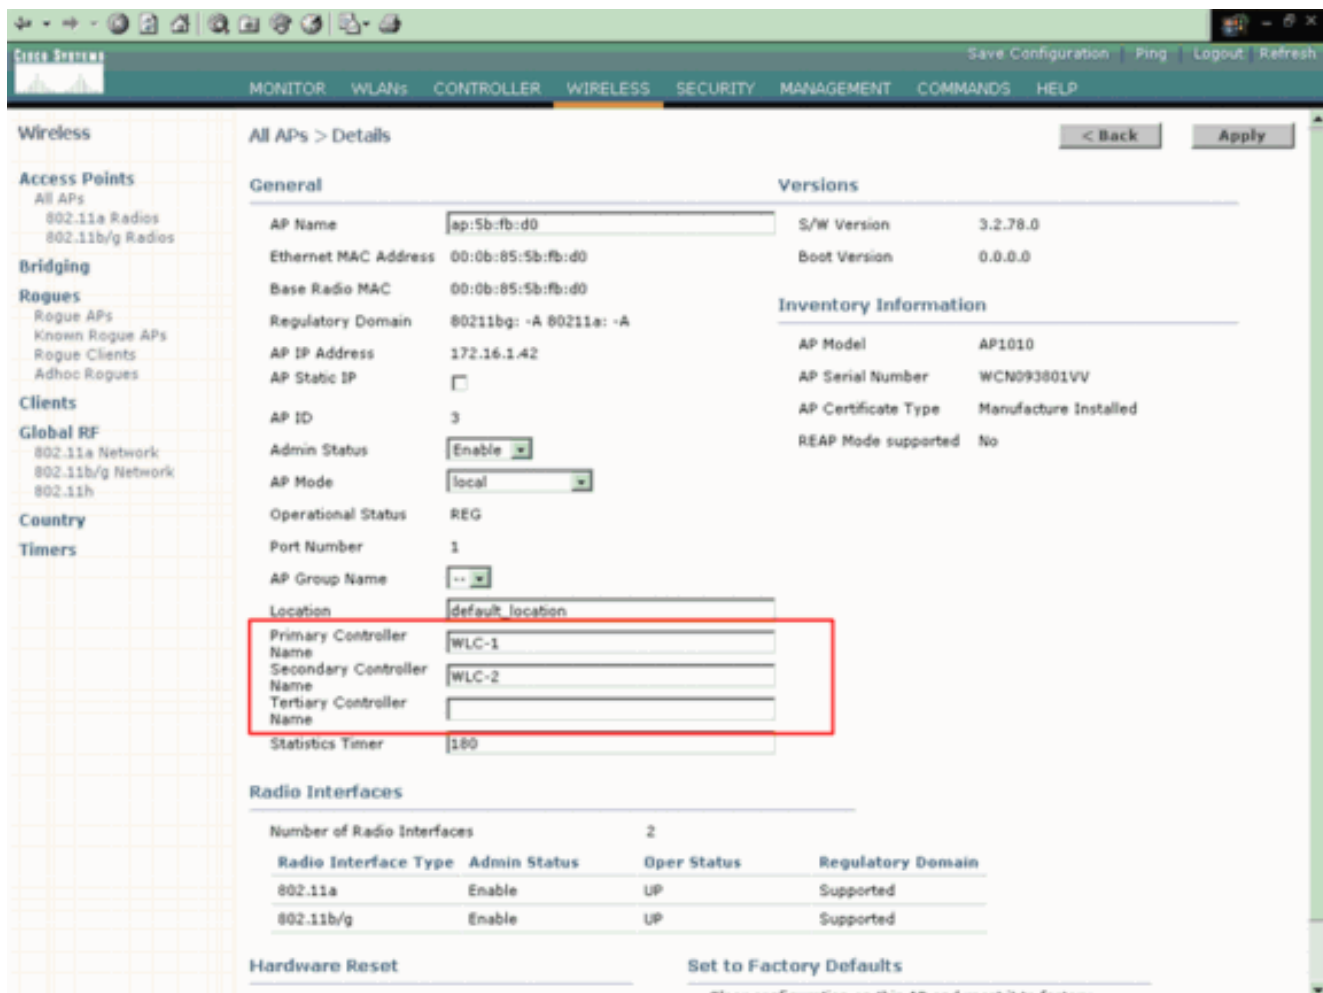 CISCO SYSTEMS
Save Configuration | Ping | Logout | Refresh
MONITOR WLANs CONTROLLER WIRELESS SECURITY MANAGEMENT COMMANDS HELP
Wireless
Access Points
All APs
802.11a Radios
802.11b/g Radios
Bridging
Rogues
Rogue APs
Known Rogue APs
Rogue Clients
Adhoc Rogues
Clients
Global RF
802.11a Network
802.11b/g Network
802.11h
Country
Timers
All APs > Details
< Back
Apply
General
AP Name ap:5b:fb:d0
Ethernet MAC Address 00:0b:85:5b:fb:d0
Base Radio MAC 00:0b:85:5b:fb:d0
Regulatory Domain 80211bg: -A 80211a: -A
AP IP Address 172.16.1.42
AP Static IP
AP ID 3
Admin Status Enable
AP Mode local
Operational Status REG
Port Number 1
AP Group Name --
Location default_location
Primary Controller
Name
WLC-1
Secondary Controller
Name
WLC-2
Tertiary Controller
Name
Statistics Timer 180
Versions
S/W Version 3.2.78.0
Boot Version 0.0.0.0
Inventory Information
AP Model AP1010
AP Serial Number WCN093801VV
AP Certificate Type Manufacture Installed
REAP Mode supported No
Radio Interfaces
Number of Radio Interfaces 2
Radio Interface Type Admin Status Oper Status Regulatory Domain
802.11a Enable UP Supported
802.11b/g Enable UP Supported
Hardware Reset
Set to Factory Defaults